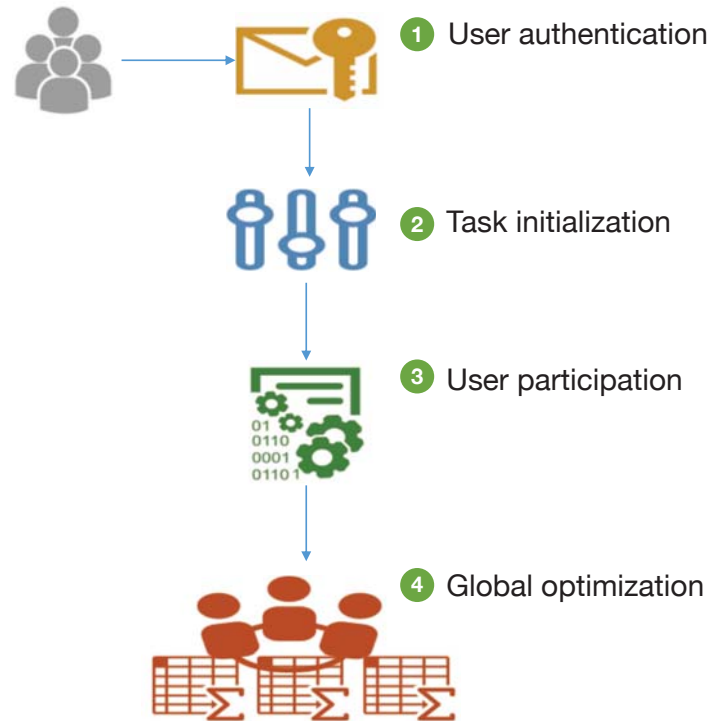 1 User authentication
2 Task initialization
3 User participation
01
0110
0001
01101
4 Global optimization
Σ Σ Σ